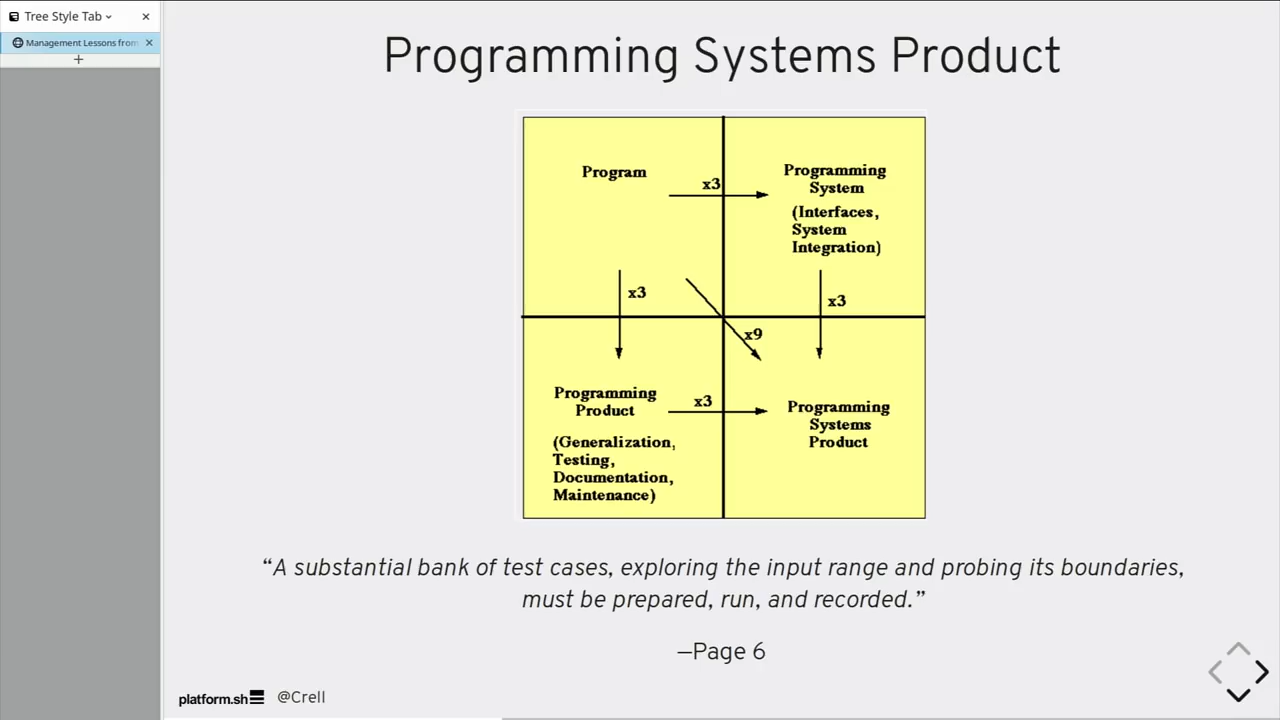 Tree Style Tab
Management Lessons from
Programming Systems Product
Program
x3
Programming
System
(Interfaces,
System
Integration)
x3
x3
x9
Programming
Product
(Generalization,
Testing,
Documentation,
Maintenance)
x3
Programming
Systems
Product
“A substantial bank of test cases, exploring the input range and probing its boundaries,
must be prepared, run, and recorded.”
—Page 6
platform.sh @Crell